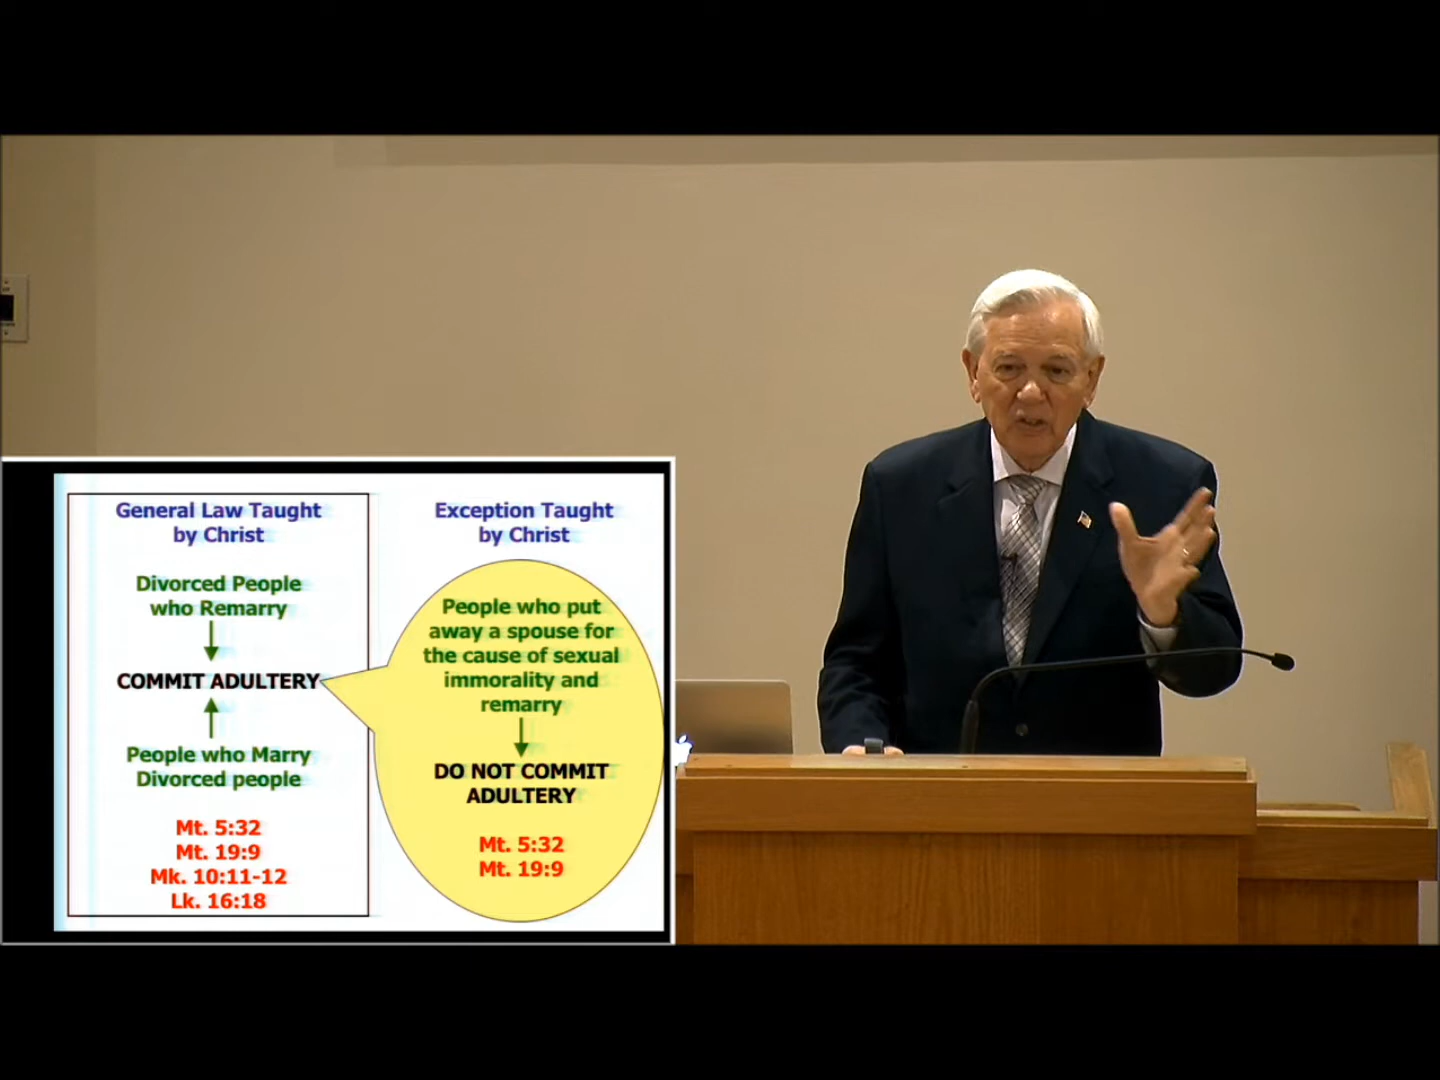 General Law Taught
by Christ
Divorced People
who Remarry
COMMIT ADULTERY
People who Marry
Divorced people
Mt. 5:32
Mt. 19:9
Mk. 10:11-12
Lk. 16:18
Exception Taught
by Christ
People who put
away a spouse for
the cause of sexual
immorality and
remarry
DO NOT COMMIT
ADULTERY
Mt. 5:32
Mt. 19:9